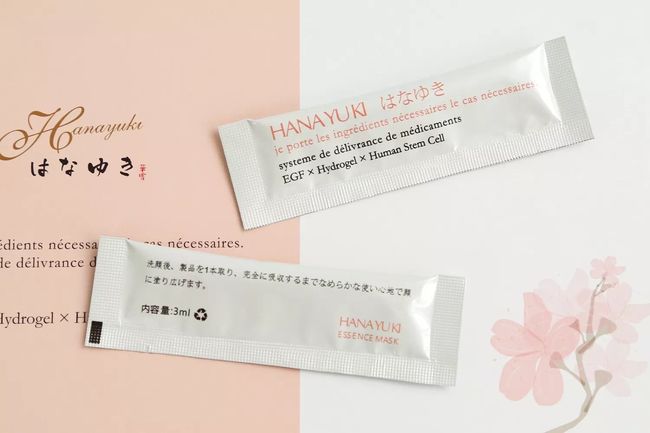 HANAYUKI はなゆき
je porte les ingrédients nécessaires le cas nécessaires.
systeme de délivrance de médicaments
EGF × Hydrogel × Human Stem Cell
Hanayuki
はなゆき
édients nécessa as nécessaires.
de délivrance d
Hydrogel × H
洗顔後、製品を1本取り、完全に吸収するまでなめらかな使い心地で顔
に塗り広げます。
内容量:3ml
HANAYUKI
ESSENCE MASK